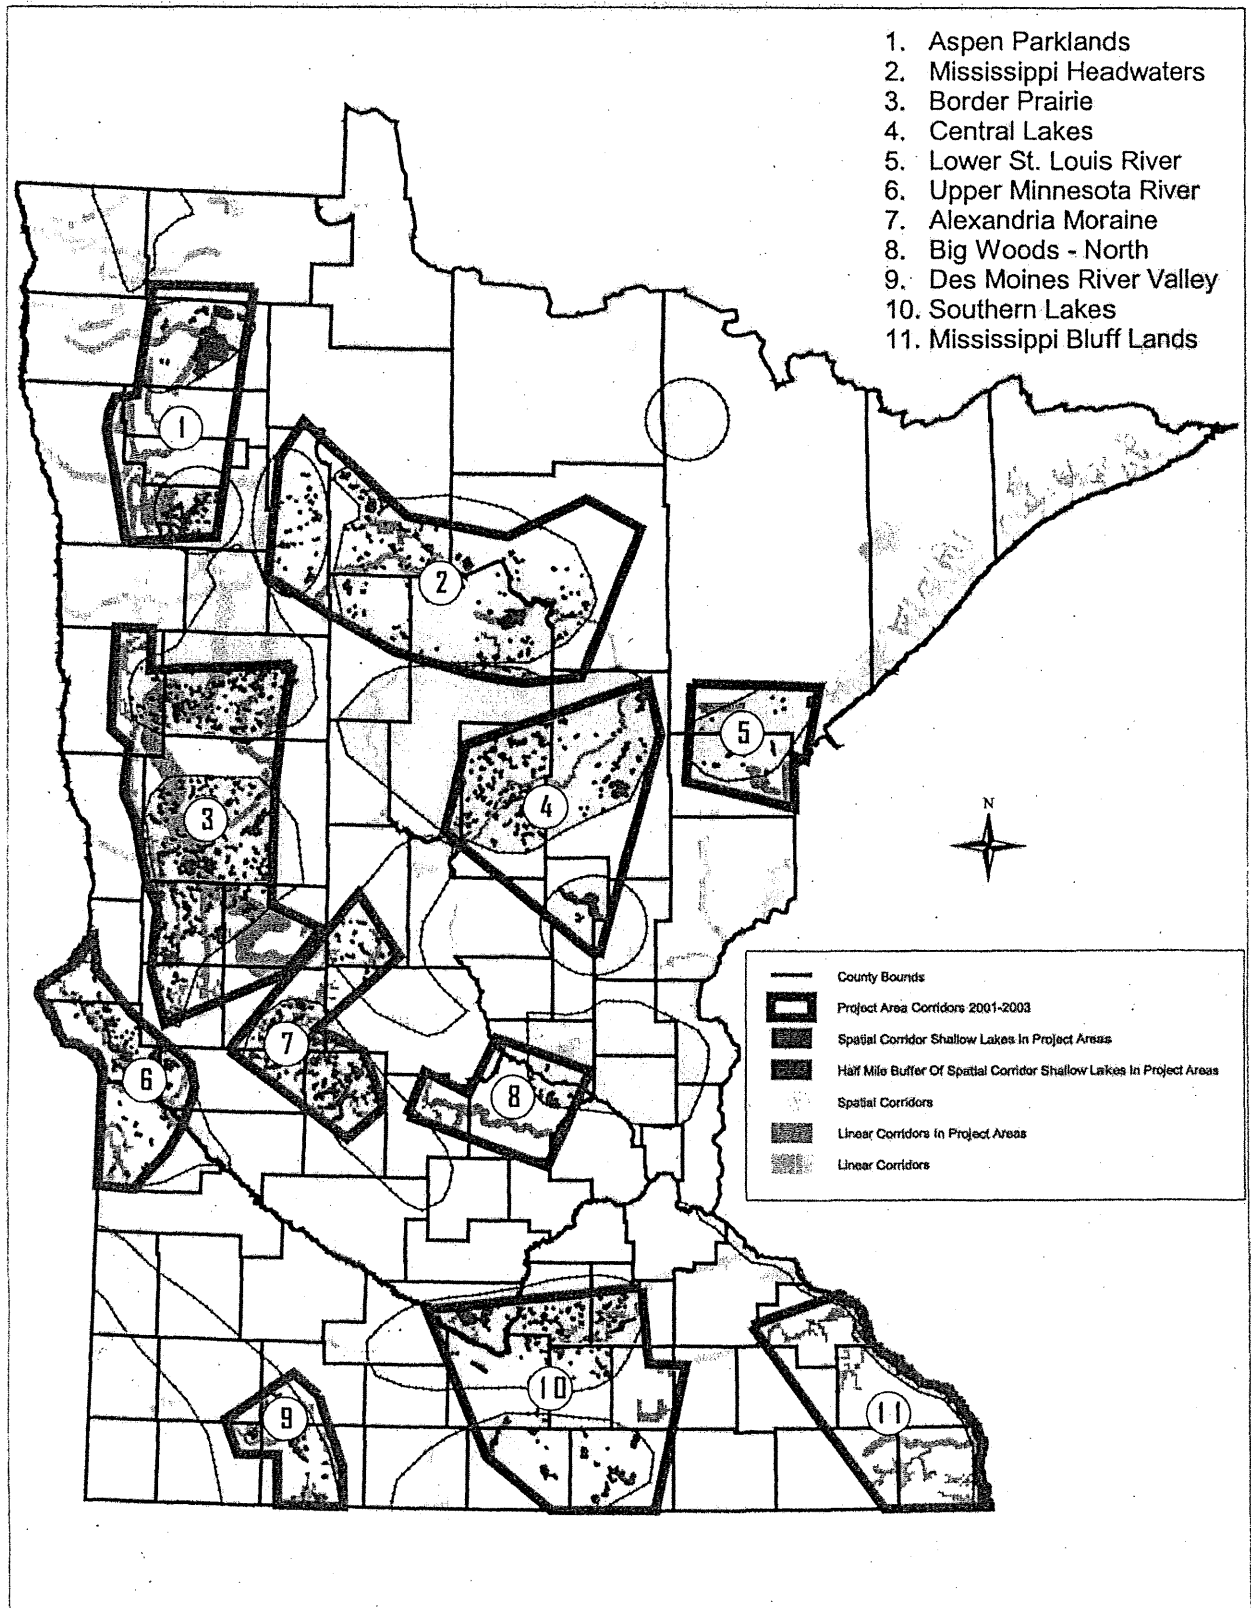 1. Aspen Parklands
2. Mississippi Headwaters
3. Border Prairie
4. Central Lakes
5. Lower St. Louis River
6. Upper Minnesota River
7. Alexandria Moraine
8. Big Woods - North
9. Des Moines River Valley
10. Southern Lakes
11. Mississippi Bluff Lands
1
2
5
4
3
N
County Bounds
Project Area Corridors 2001-2003
Spatial Corridor Shallow Lakes In Project Areas
Half Mile Buffer Of Spatial Corridor Shallow Lakes In Project Areas
Spatial Corridors
Linear Corridors In Project Areas
Linear Corridors
7
6
8
10
9
11